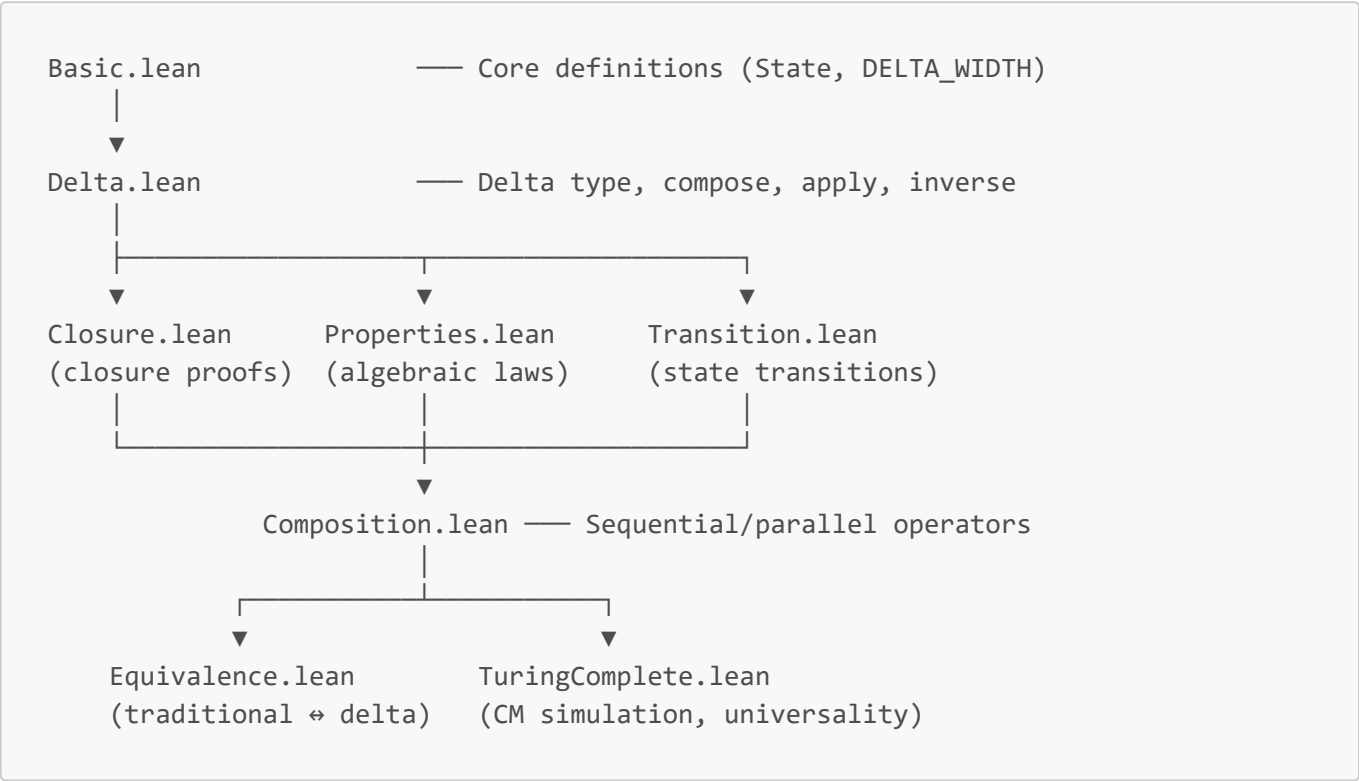 Basic.lean ─── Core definitions (State, DELTA_WIDTH)
Delta.lean ─── Delta type, compose, apply, inverse
Closure.lean Properties.lean Transition.lean
(closure proofs) (algebraic laws) (state transitions)
Composition.lean ─── Sequential/parallel operators
Equivalence.lean TuringComplete.lean
(traditional ↔ delta) (CM simulation, universality)